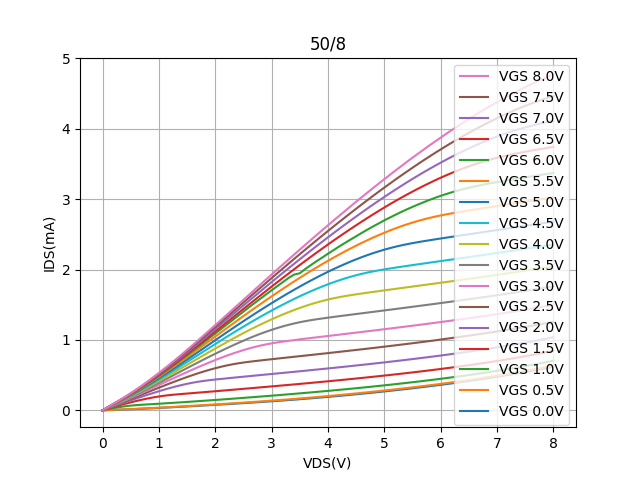 50/8
IDS(mA)
5
4
3
2
1
0
0 1 2 3 4 5 6 7 8
VDS(V)
VGS 8.0V
VGS 7.5V
VGS 7.0V
VGS 6.5V
VGS 6.0V
VGS 5.5V
VGS 5.0V
VGS 4.5V
VGS 4.0V
VGS 3.5V
VGS 3.0V
VGS 2.5V
VGS 2.0V
VGS 1.5V
VGS 1.0V
VGS 0.5V
VGS 0.0V